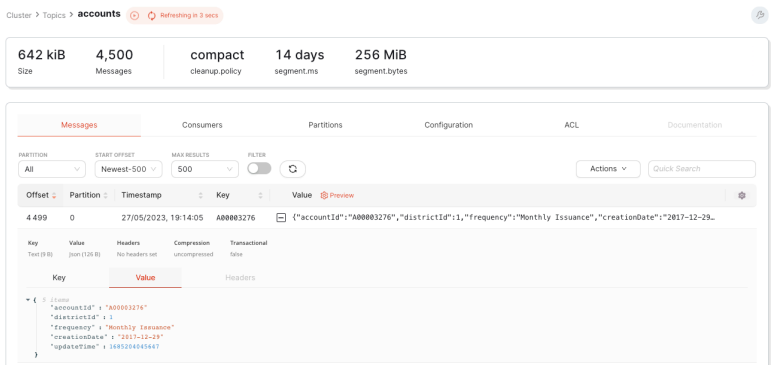 Cluster > Topics > accounts Refreshing in 3 secs
642 kiB 4,500 compact 14 days 256 MiB
Size Messages cleanup.policy segment.ms segment.bytes
Messages Consumers Partitions Configuration ACL Documentation
PARTITION START OFFSET MAX RESULTS FILTER
All Newest-500 500 Actions Quick Search
Offset Partition Timestamp Key Value Preview
4 499 0 27/05/2023, 19:14:05 A00003276 {"accountId":"A00003276","districtId":1,"frequency":"Monthly Issuance","creationDate":"2017-12-29…
Key Value Headers Compression Transactional
Text (9 B) Json (126 B) No headers set uncompressed false
Key Value Headers
{ 5 items
"accountId" : "A00003276"
"districtId" : 1
"frequency" : "Monthly Issuance"
"creationDate" : "2017-12-29"
"updateTime" : 1685204045647
}